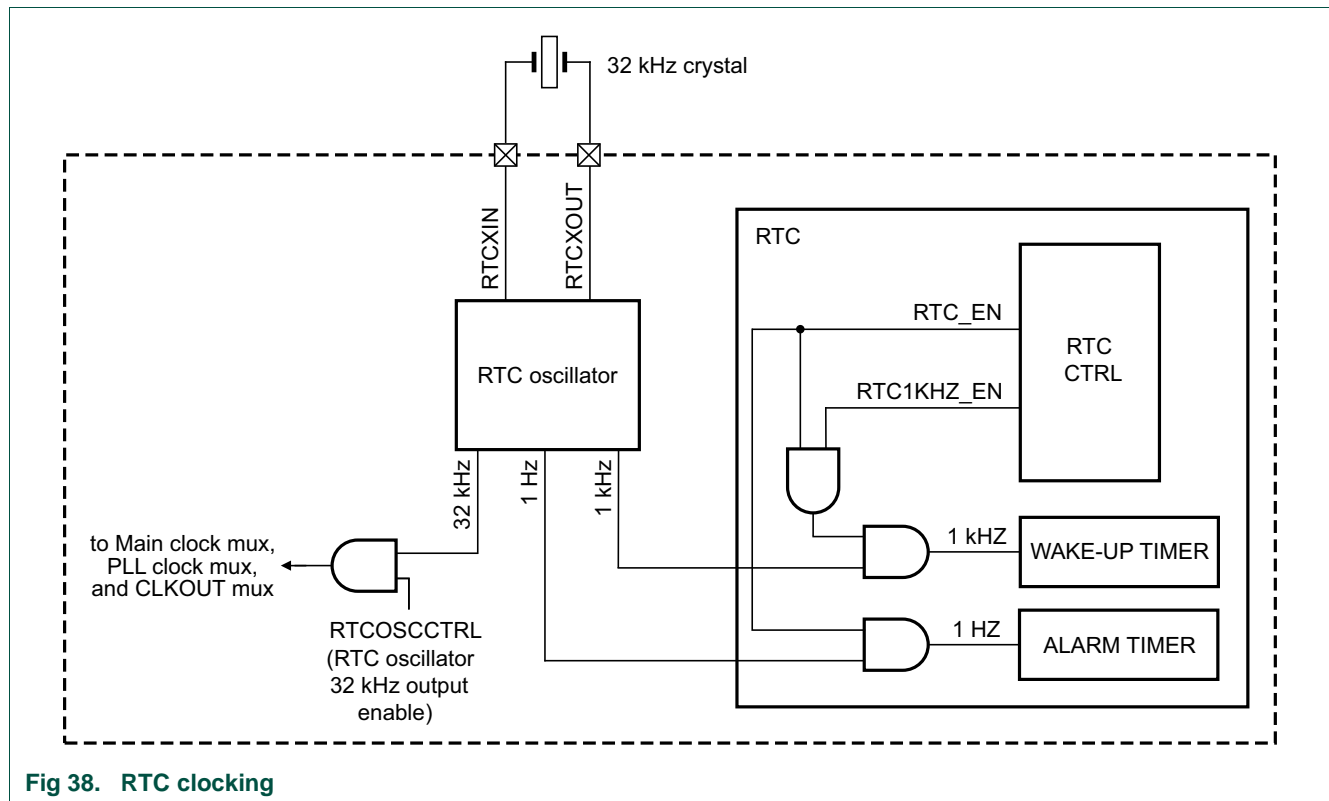 32 kHz crystal
RTCXIN
RTCXOUT
RTC
RTC_EN
RTC CTRL
RTC1KHZ_EN
RTC oscillator
32 kHz
1 Hz
1 kHz
to Main clock mux,
PLL clock mux,
and CLKOUT mux
RTCOSCCTRL
(RTC oscillator
32 kHz output
enable)
1 kHZ
WAKE-UP TIMER
1 HZ
ALARM TIMER
Fig 38. RTC clocking